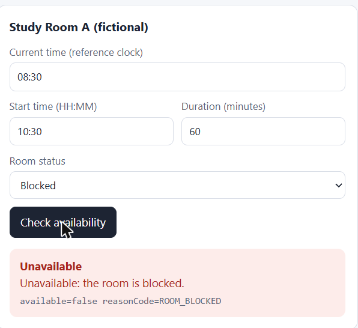 Study Room A (fictional)
Current time (reference clock)
08:30
Start time (HH:MM) Duration (minutes)
10:30 60
Room status
Blocked
Check availability
Unavailable
Unavailable: the room is blocked.
available=false reasonCode=ROOM_BLOCKED